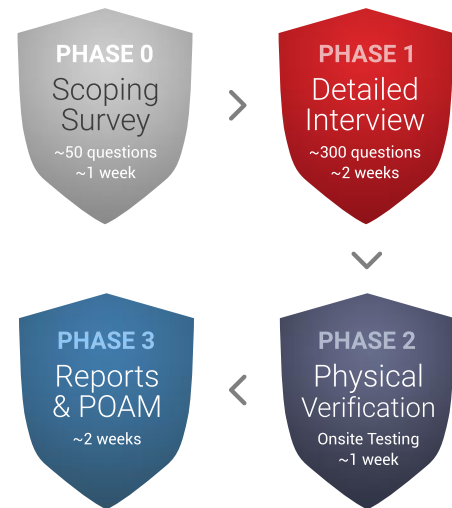 PHASE 0
Scoping
Survey
~50 questions
~1 week
PHASE 1
Detailed
Interview
~300 questions
~2 weeks
PHASE 2
Physical
Verification
Onsite Testing
~1 week
PHASE 3
Reports
& POAM
~2 weeks